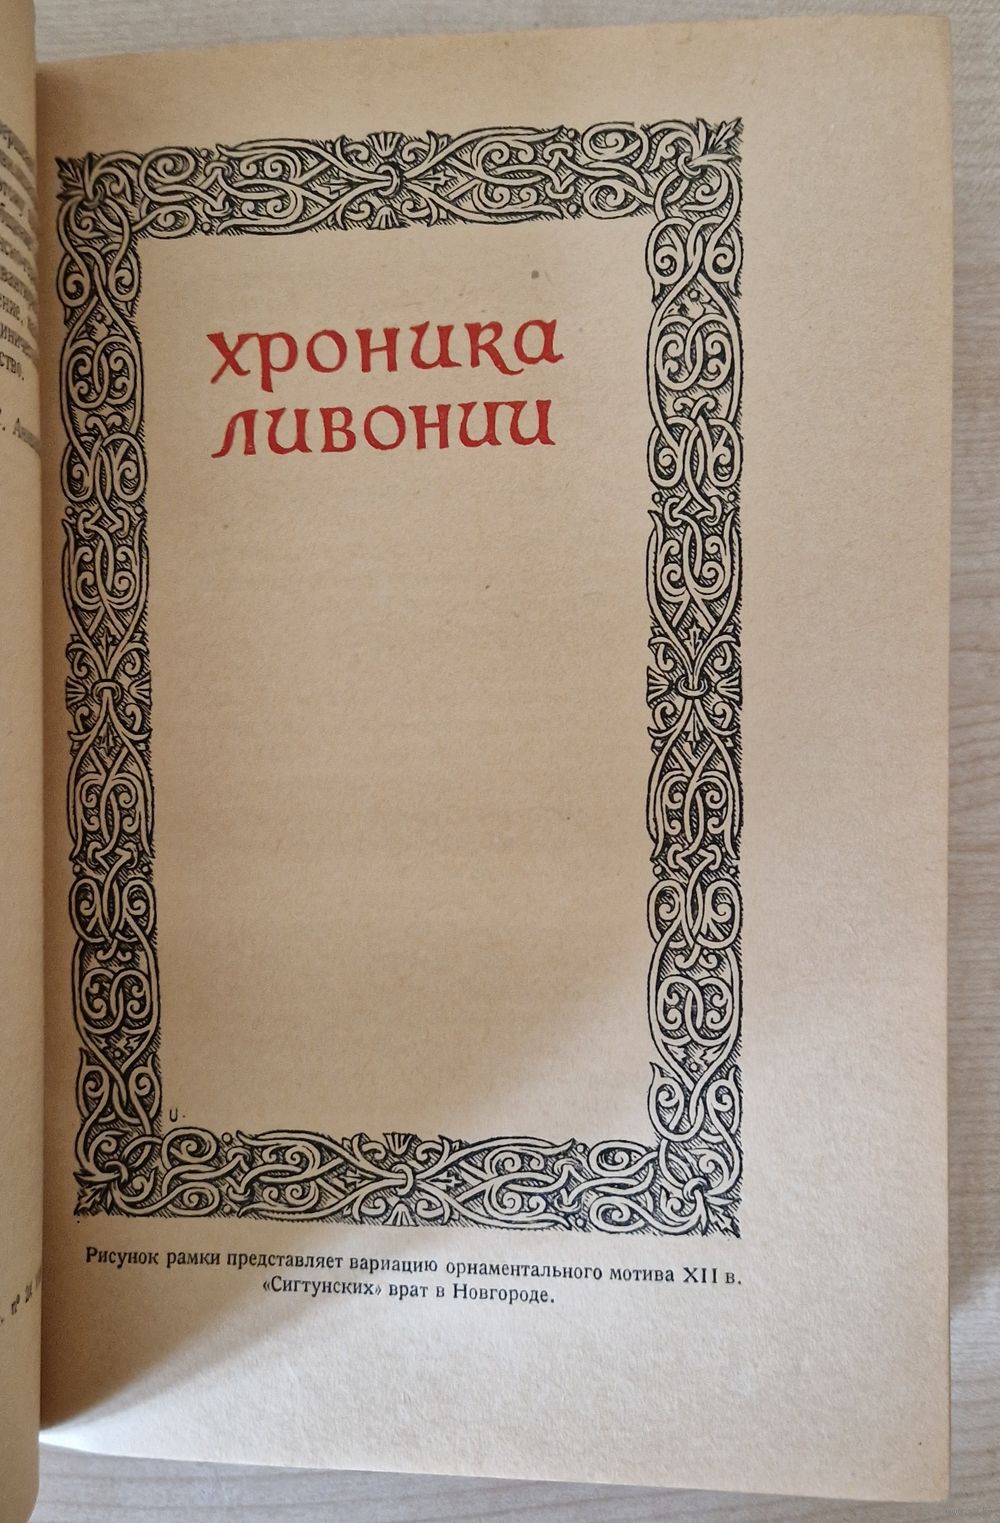 хроника
ливонии
U.
Рисунок рамки представляет вариацию орнаментального мотива XII в.
«Сигтунских» врат в Новгороде.